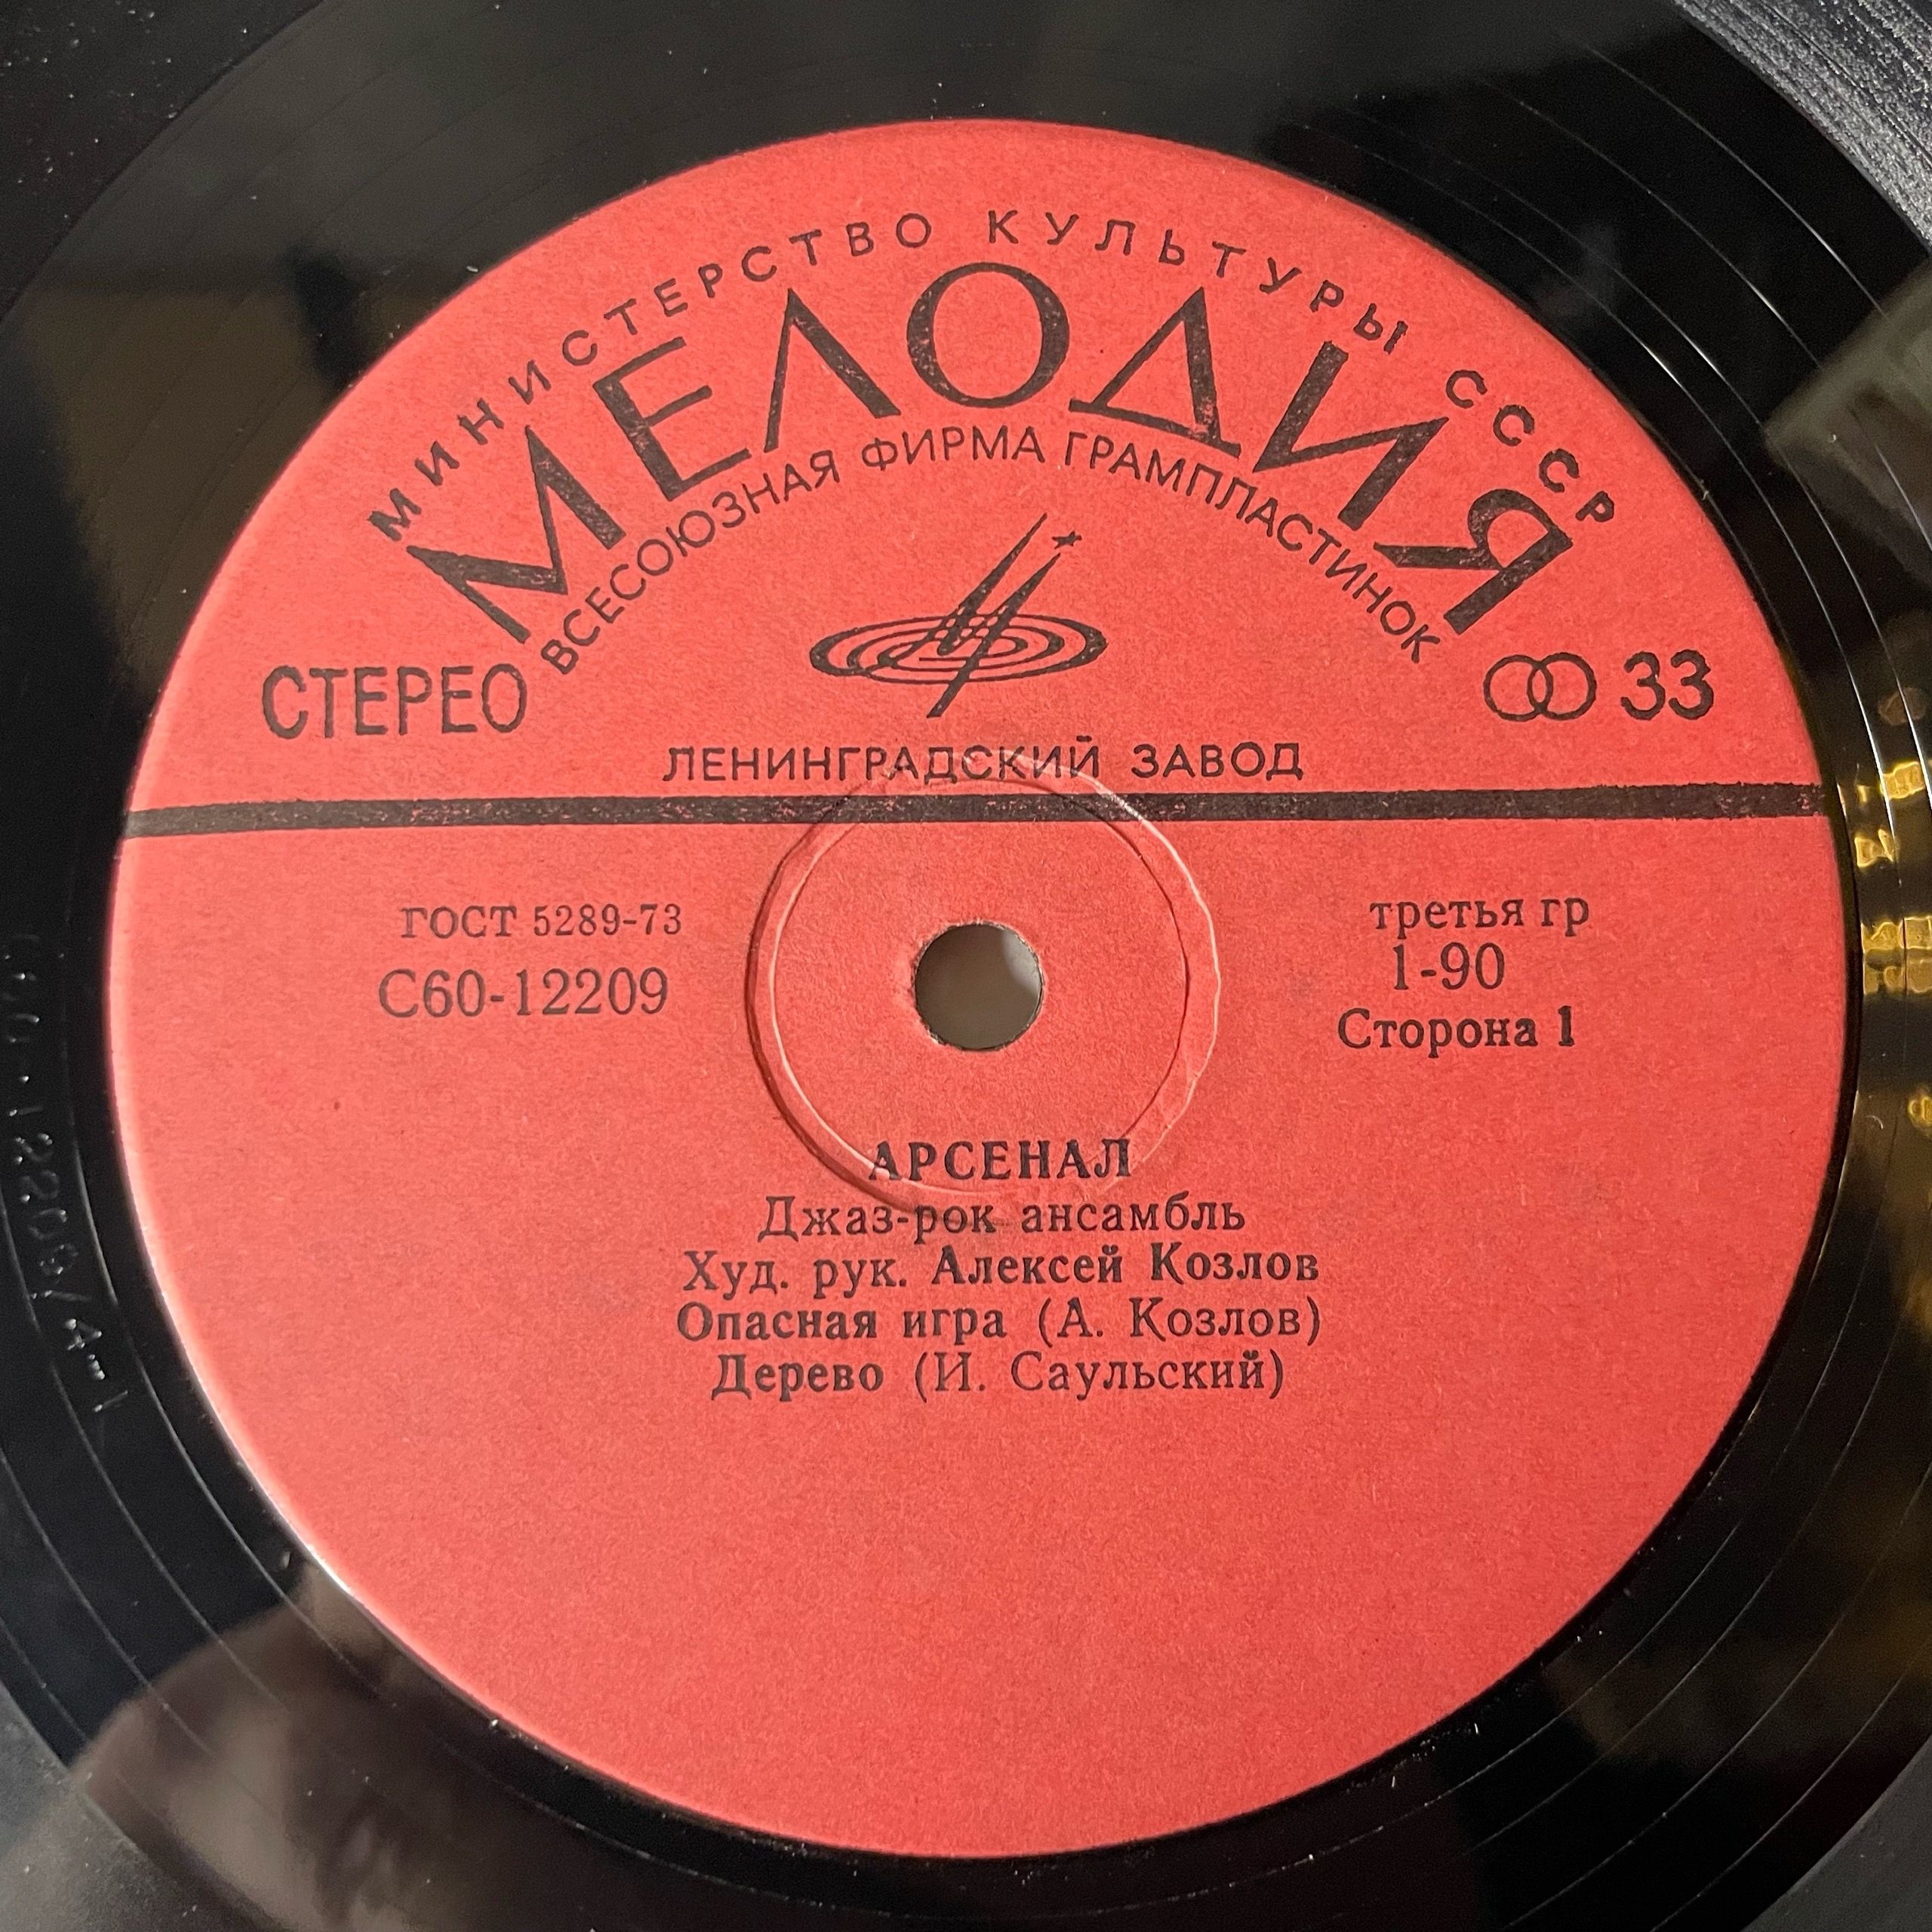 МИНИСТЕРСТВО КУЛЬТУРЫ СССР
МЕЛОДИЯ
ВСЕСОЮЗНАЯ ФИРМА ГРАМПЛАСТИНОК
СТЕРЕО
33
ЛЕНИНГРАДСКИЙ ЗАВОД
ГОСТ 5289-73
С60-12209
третья гр
1-90
Сторона 1
АРСЕНАЛ
Джаз-рок ансамбль
Худ. рук. Алексей Козлов
Опасная игра (А. Козлов)
Дерево (И. Саульский)